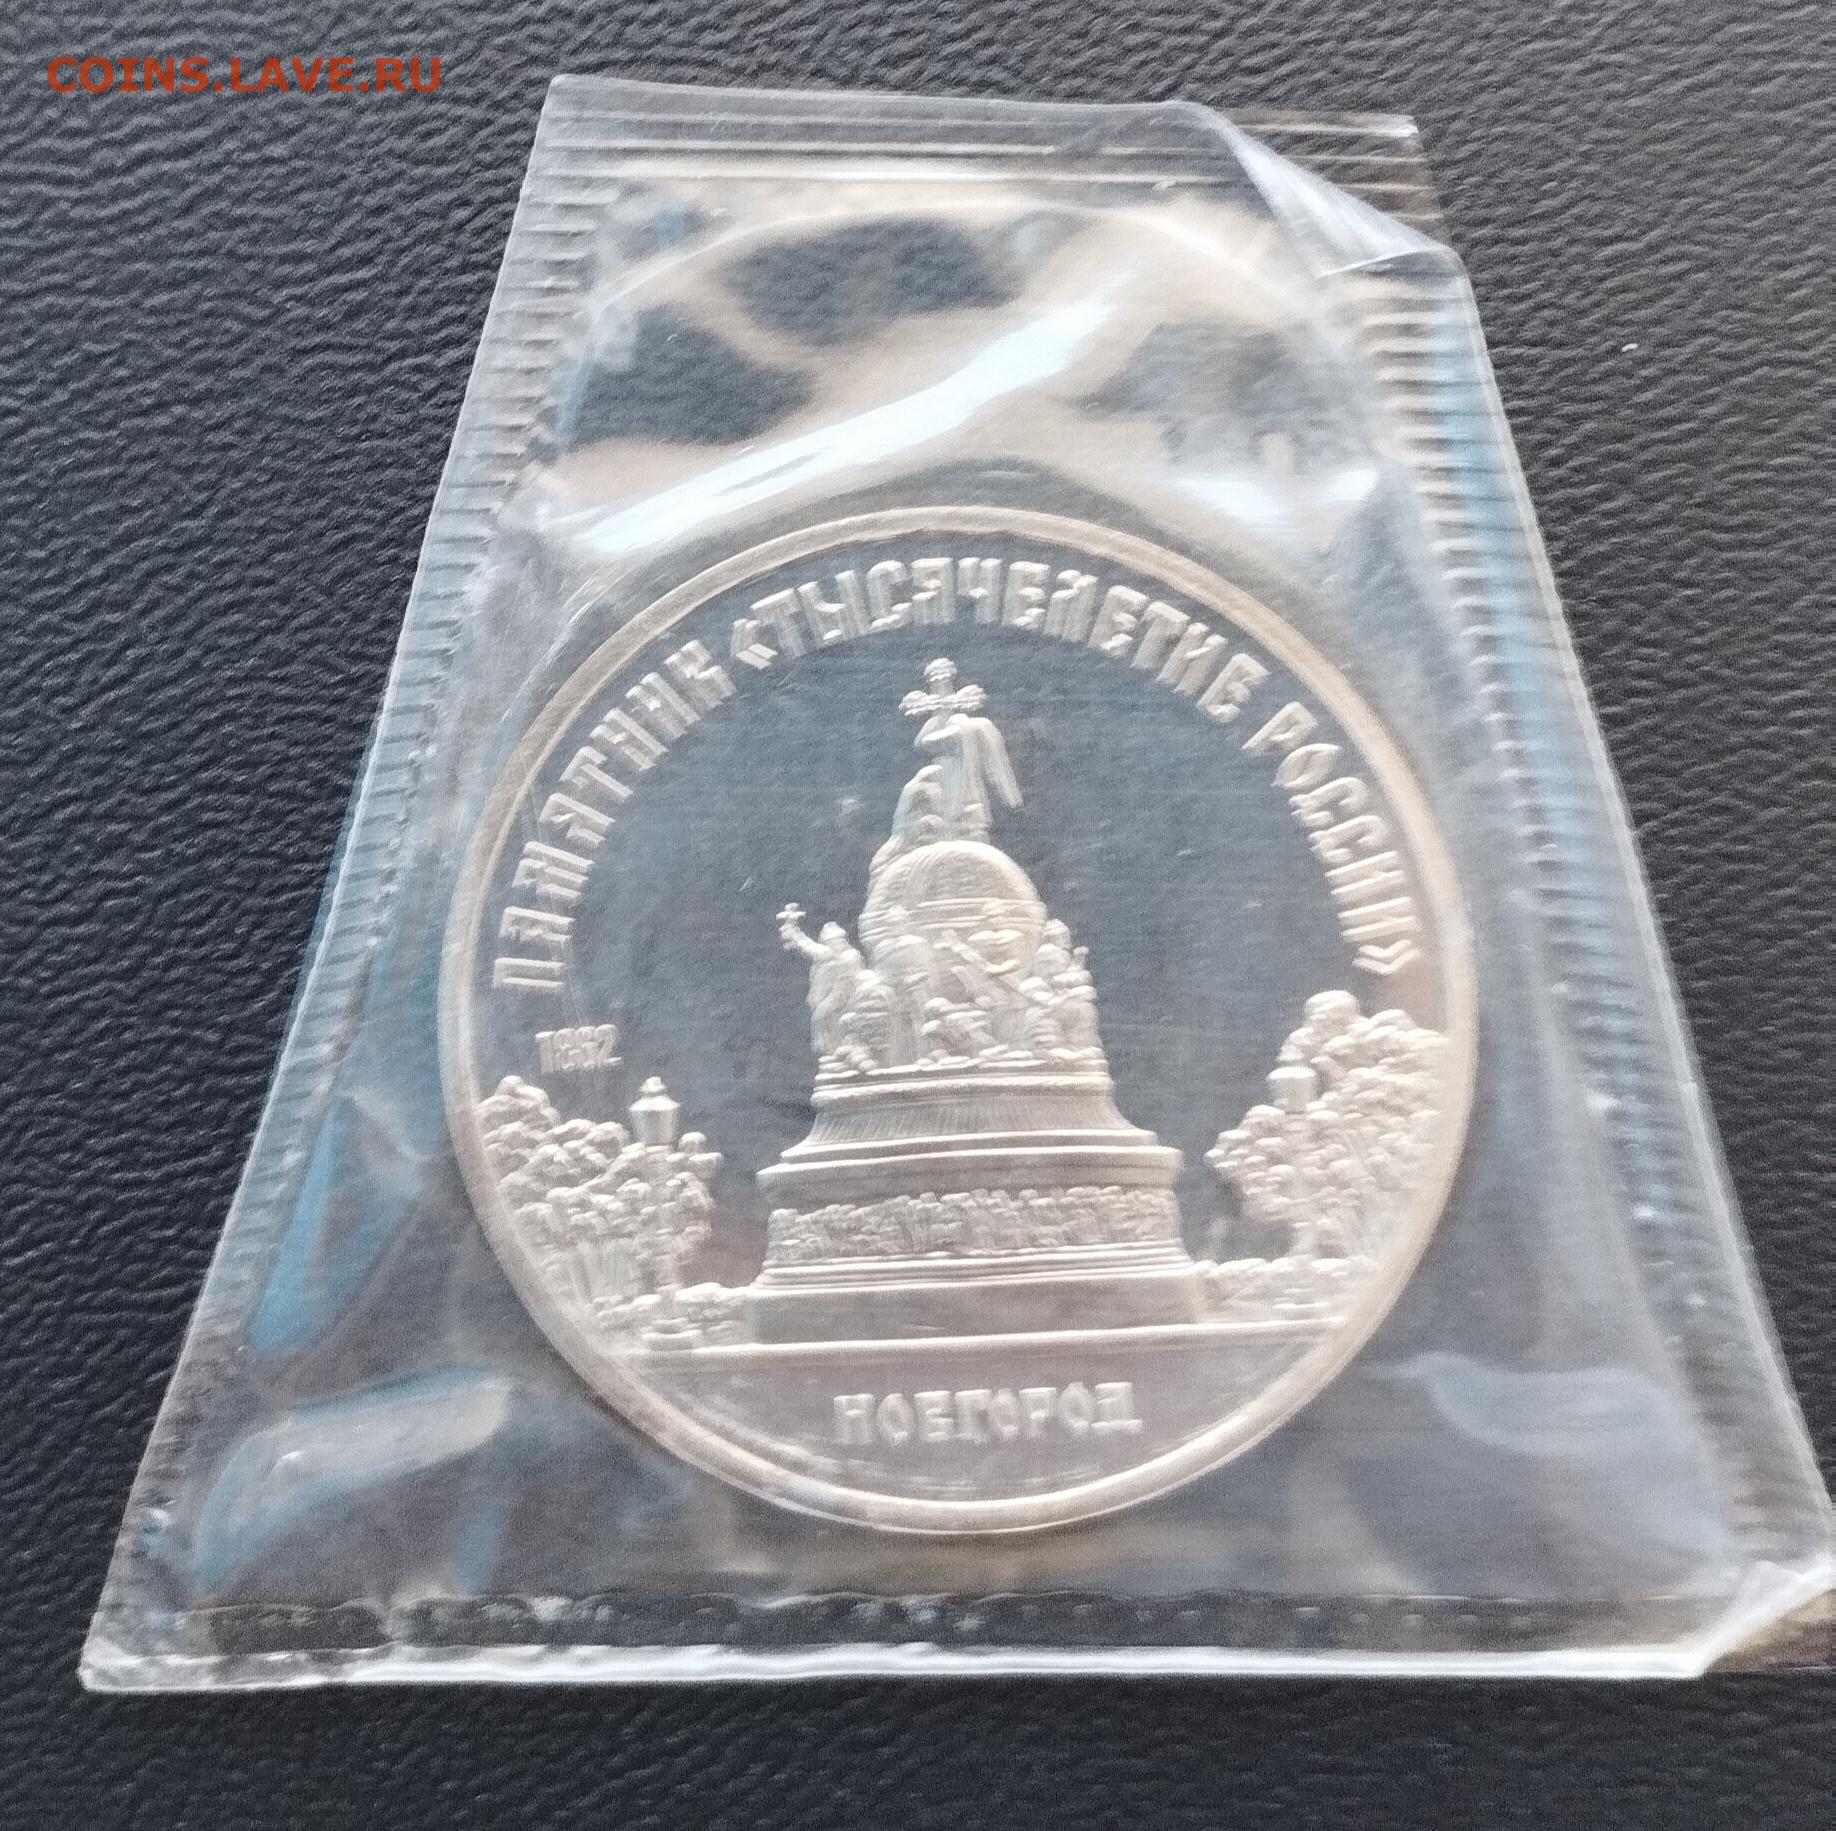 COINS.LAVE.RU
ПАМЯТНИК «ТЫСЯЧЕЛЕТИЕ РОССИИ»
1862
НОВГОРОД